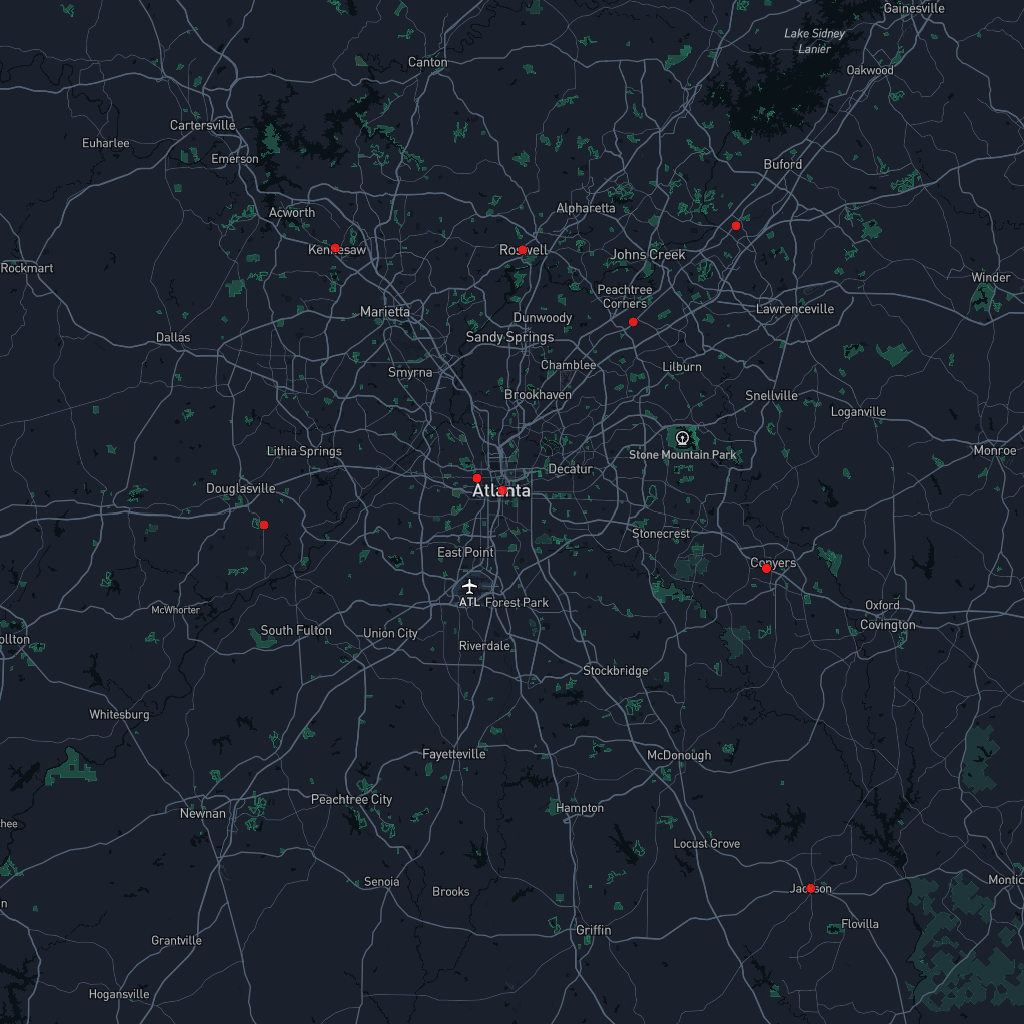 Gainesville
Lake Sidney
Lanier
Canton
Oakwood
Cartersville
Euharlee
Emerson
Buford
Acworth
Alpharetta
Kennesaw
Roswell
Johns Creek
Rockmart
Winder
Peachtree
Corners
Marietta
Dunwoody
Lawrenceville
Dallas
Sandy Springs
Chamblee
Lilburn
Smyrna
Brookhaven
Snellville
Loganville
Lithia Springs
Stone Mountain Park
Monroe
Decatur
Douglasville
Atlanta
Stonecrest
East Point
Conyers
ATL
Forest Park
McWhorter
Oxford
Covington
South Fulton
Union City
ollton
Riverdale
Stockbridge
Whitesburg
Fayetteville
McDonough
Peachtree City
Hampton
Newnan
hee
Locust Grove
Senoia
Brooks
Jackson
Montic
n
Flovilla
Griffin
Grantville
Hogansville